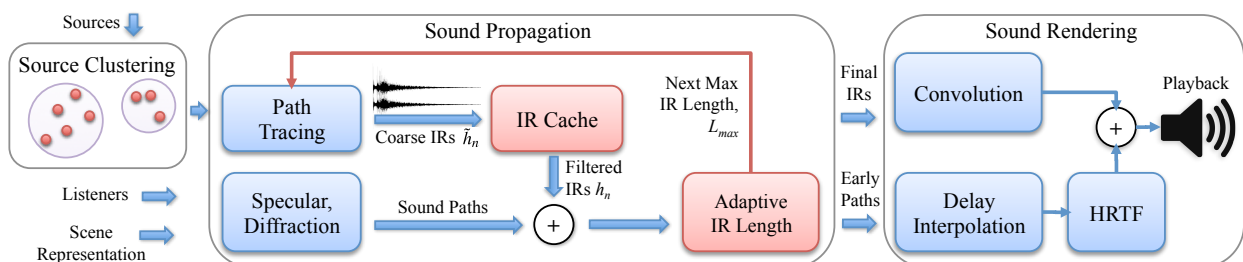 Sources
Source Clustering
Listeners
Scene
Representation
Sound Propagation
Path
Tracing
Coarse IRs h̃ₙ
IR Cache
Next Max
IR Length,
Lₘₐₓ
Filtered
IRs hₙ
Specular,
Diffraction
Sound Paths
+
Adaptive
IR Length
Final
IRs
Early
Paths
Sound Rendering
Convolution
Playback
+
Delay
Interpolation
HRTF